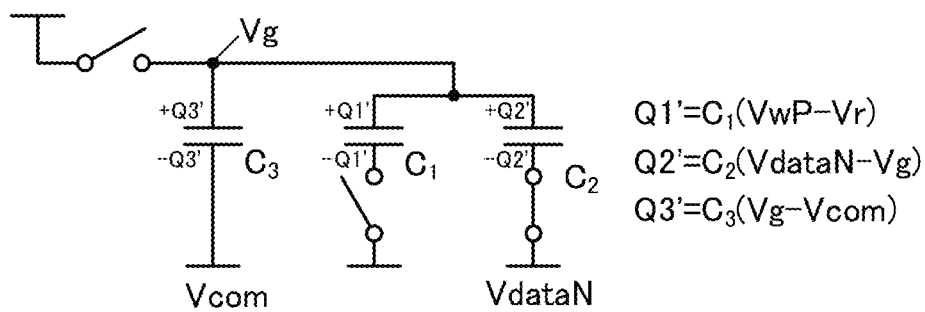 Vg
+Q3' +Q1' +Q2' Q1'=C₁(VwP-Vr)
-Q3' C₃ -Q1' C₁ -Q2' C₂ Q2'=C₂(VdataN-Vg)
Q3'=C₃(Vg-Vcom)
Vcom VdataN